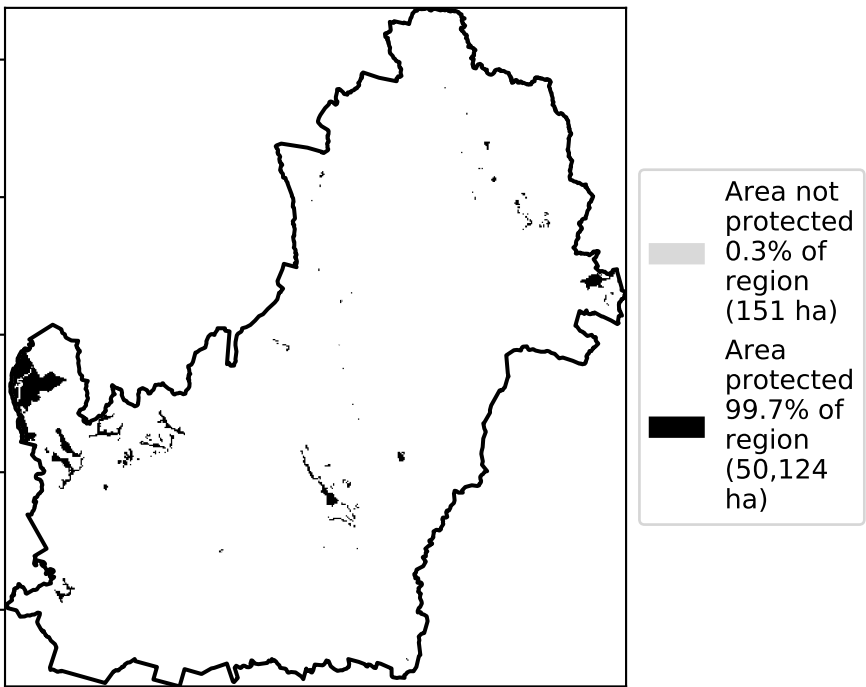 Area not
protected
0.3% of
region
(151 ha)
Area
protected
99.7% of
region
(50,124
ha)